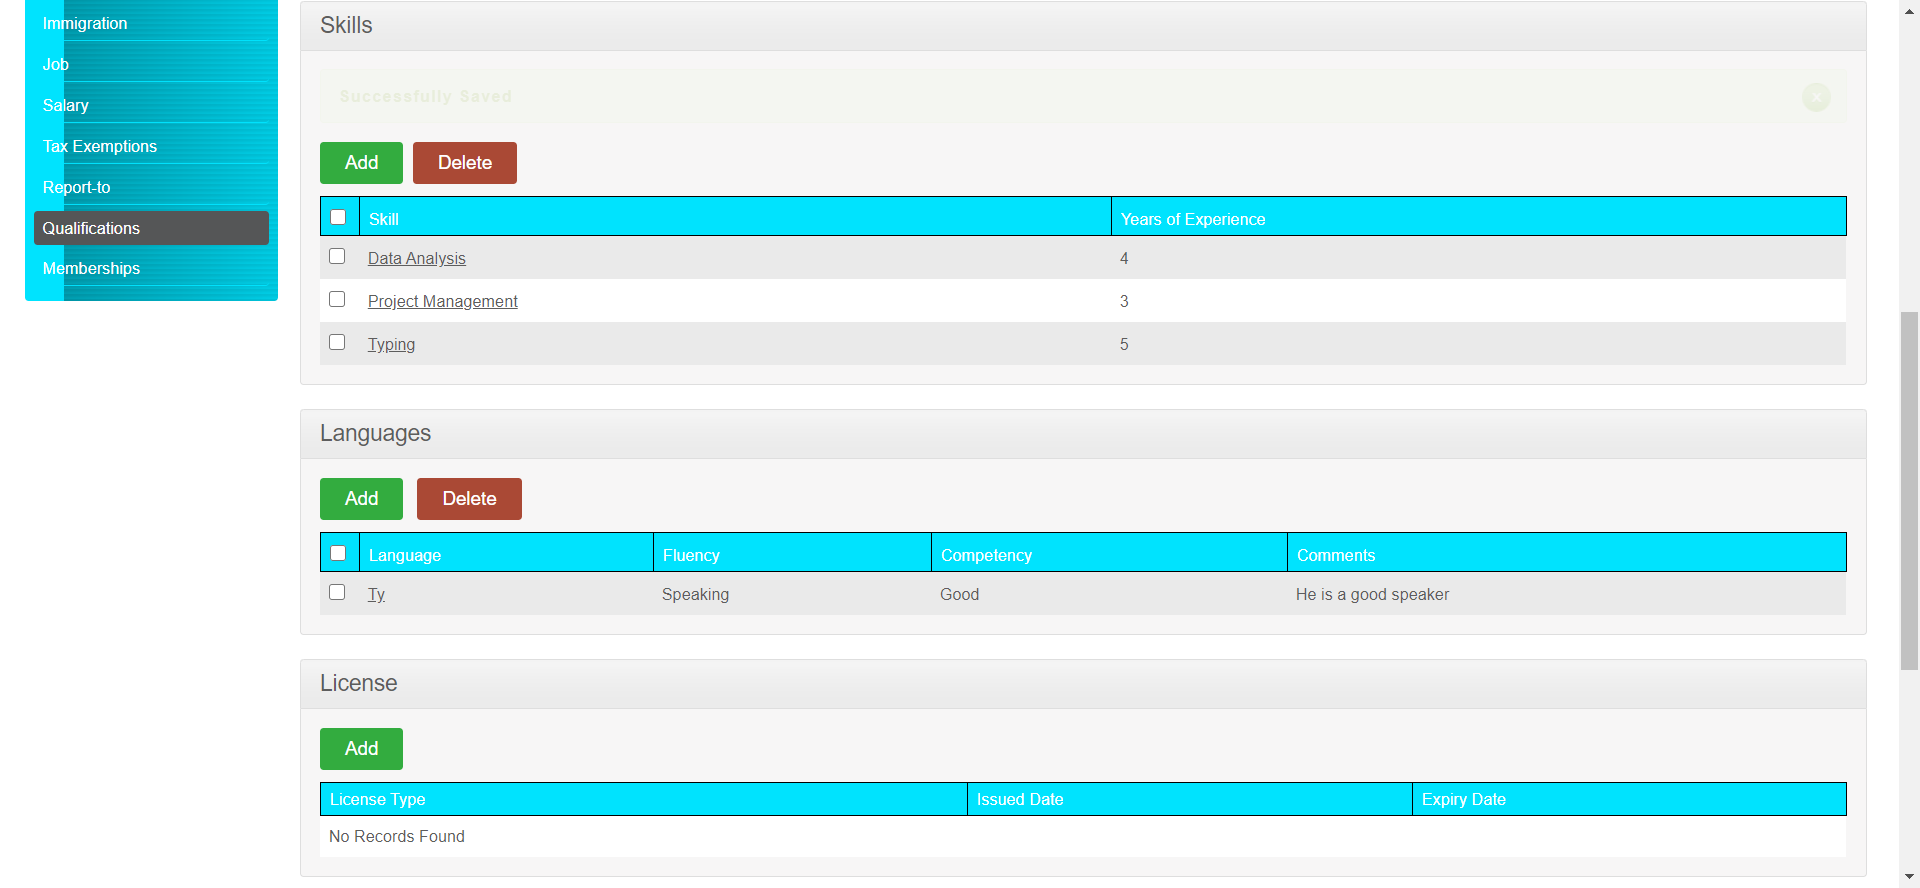 Immigration
Job
Salary
Tax Exemptions
Report-to
Qualifications
Memberships
Skills
Successfully Saved
Add Delete
Skill Years of Experience
Data Analysis 4
Project Management 3
Typing 5
Languages
Add Delete
Language Fluency Competency Comments
Ty Speaking Good He is a good speaker
License
Add
License Type Issued Date Expiry Date
No Records Found